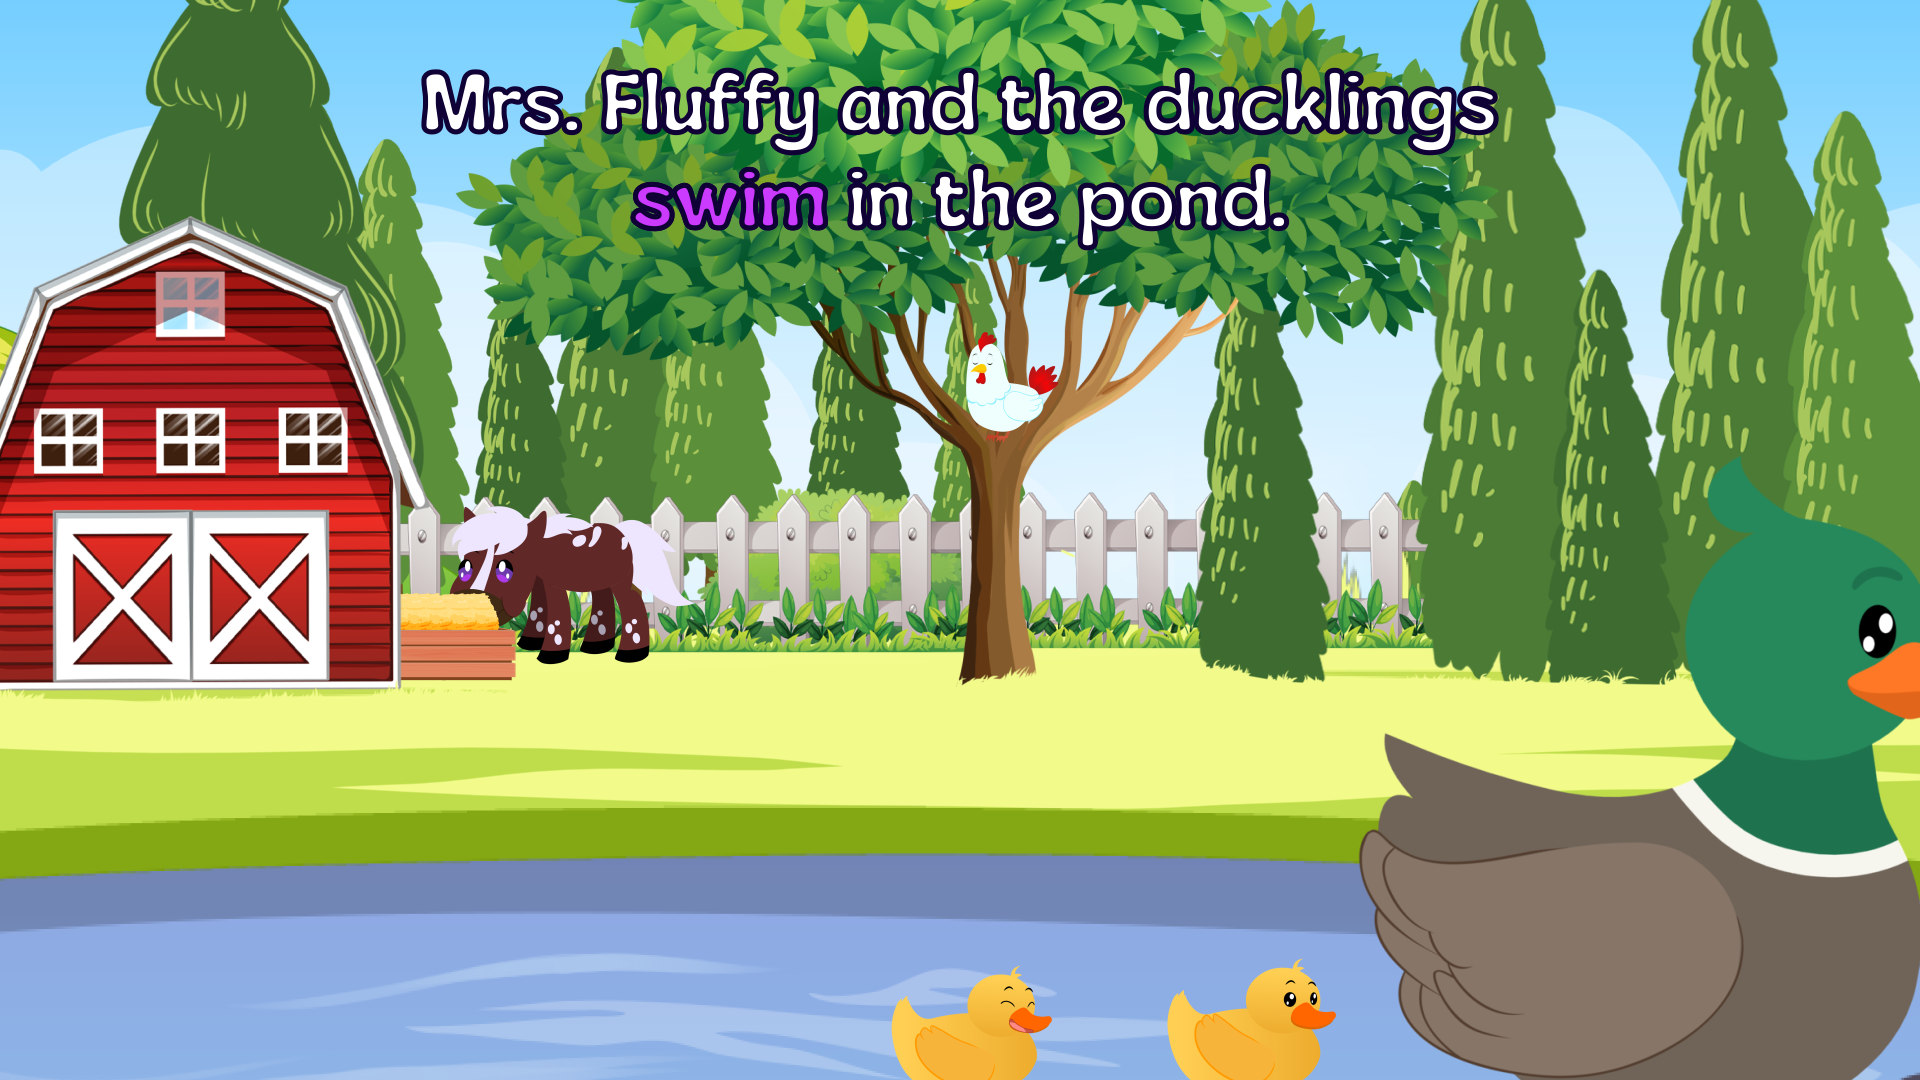 Mrs. Fluffy and the ducklings
swim in the pond.